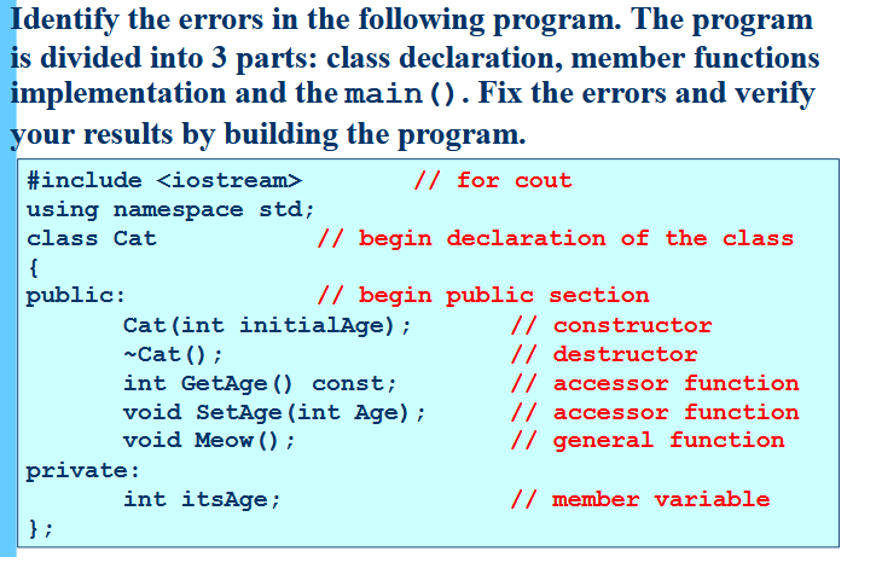 Identify the errors in the following program. The program
is divided into 3 parts: class declaration, member functions
implementation and the main(). Fix the errors and verify
your results by building the program.
#include <iostream> // for cout
using namespace std;
class Cat // begin declaration of the class
{
public: // begin public section
Cat(int initialAge); // constructor
~Cat(); // destructor
int GetAge() const; // accessor function
void SetAge(int Age); // accessor function
void Meow(); // general function
private:
int itsAge; // member variable
};